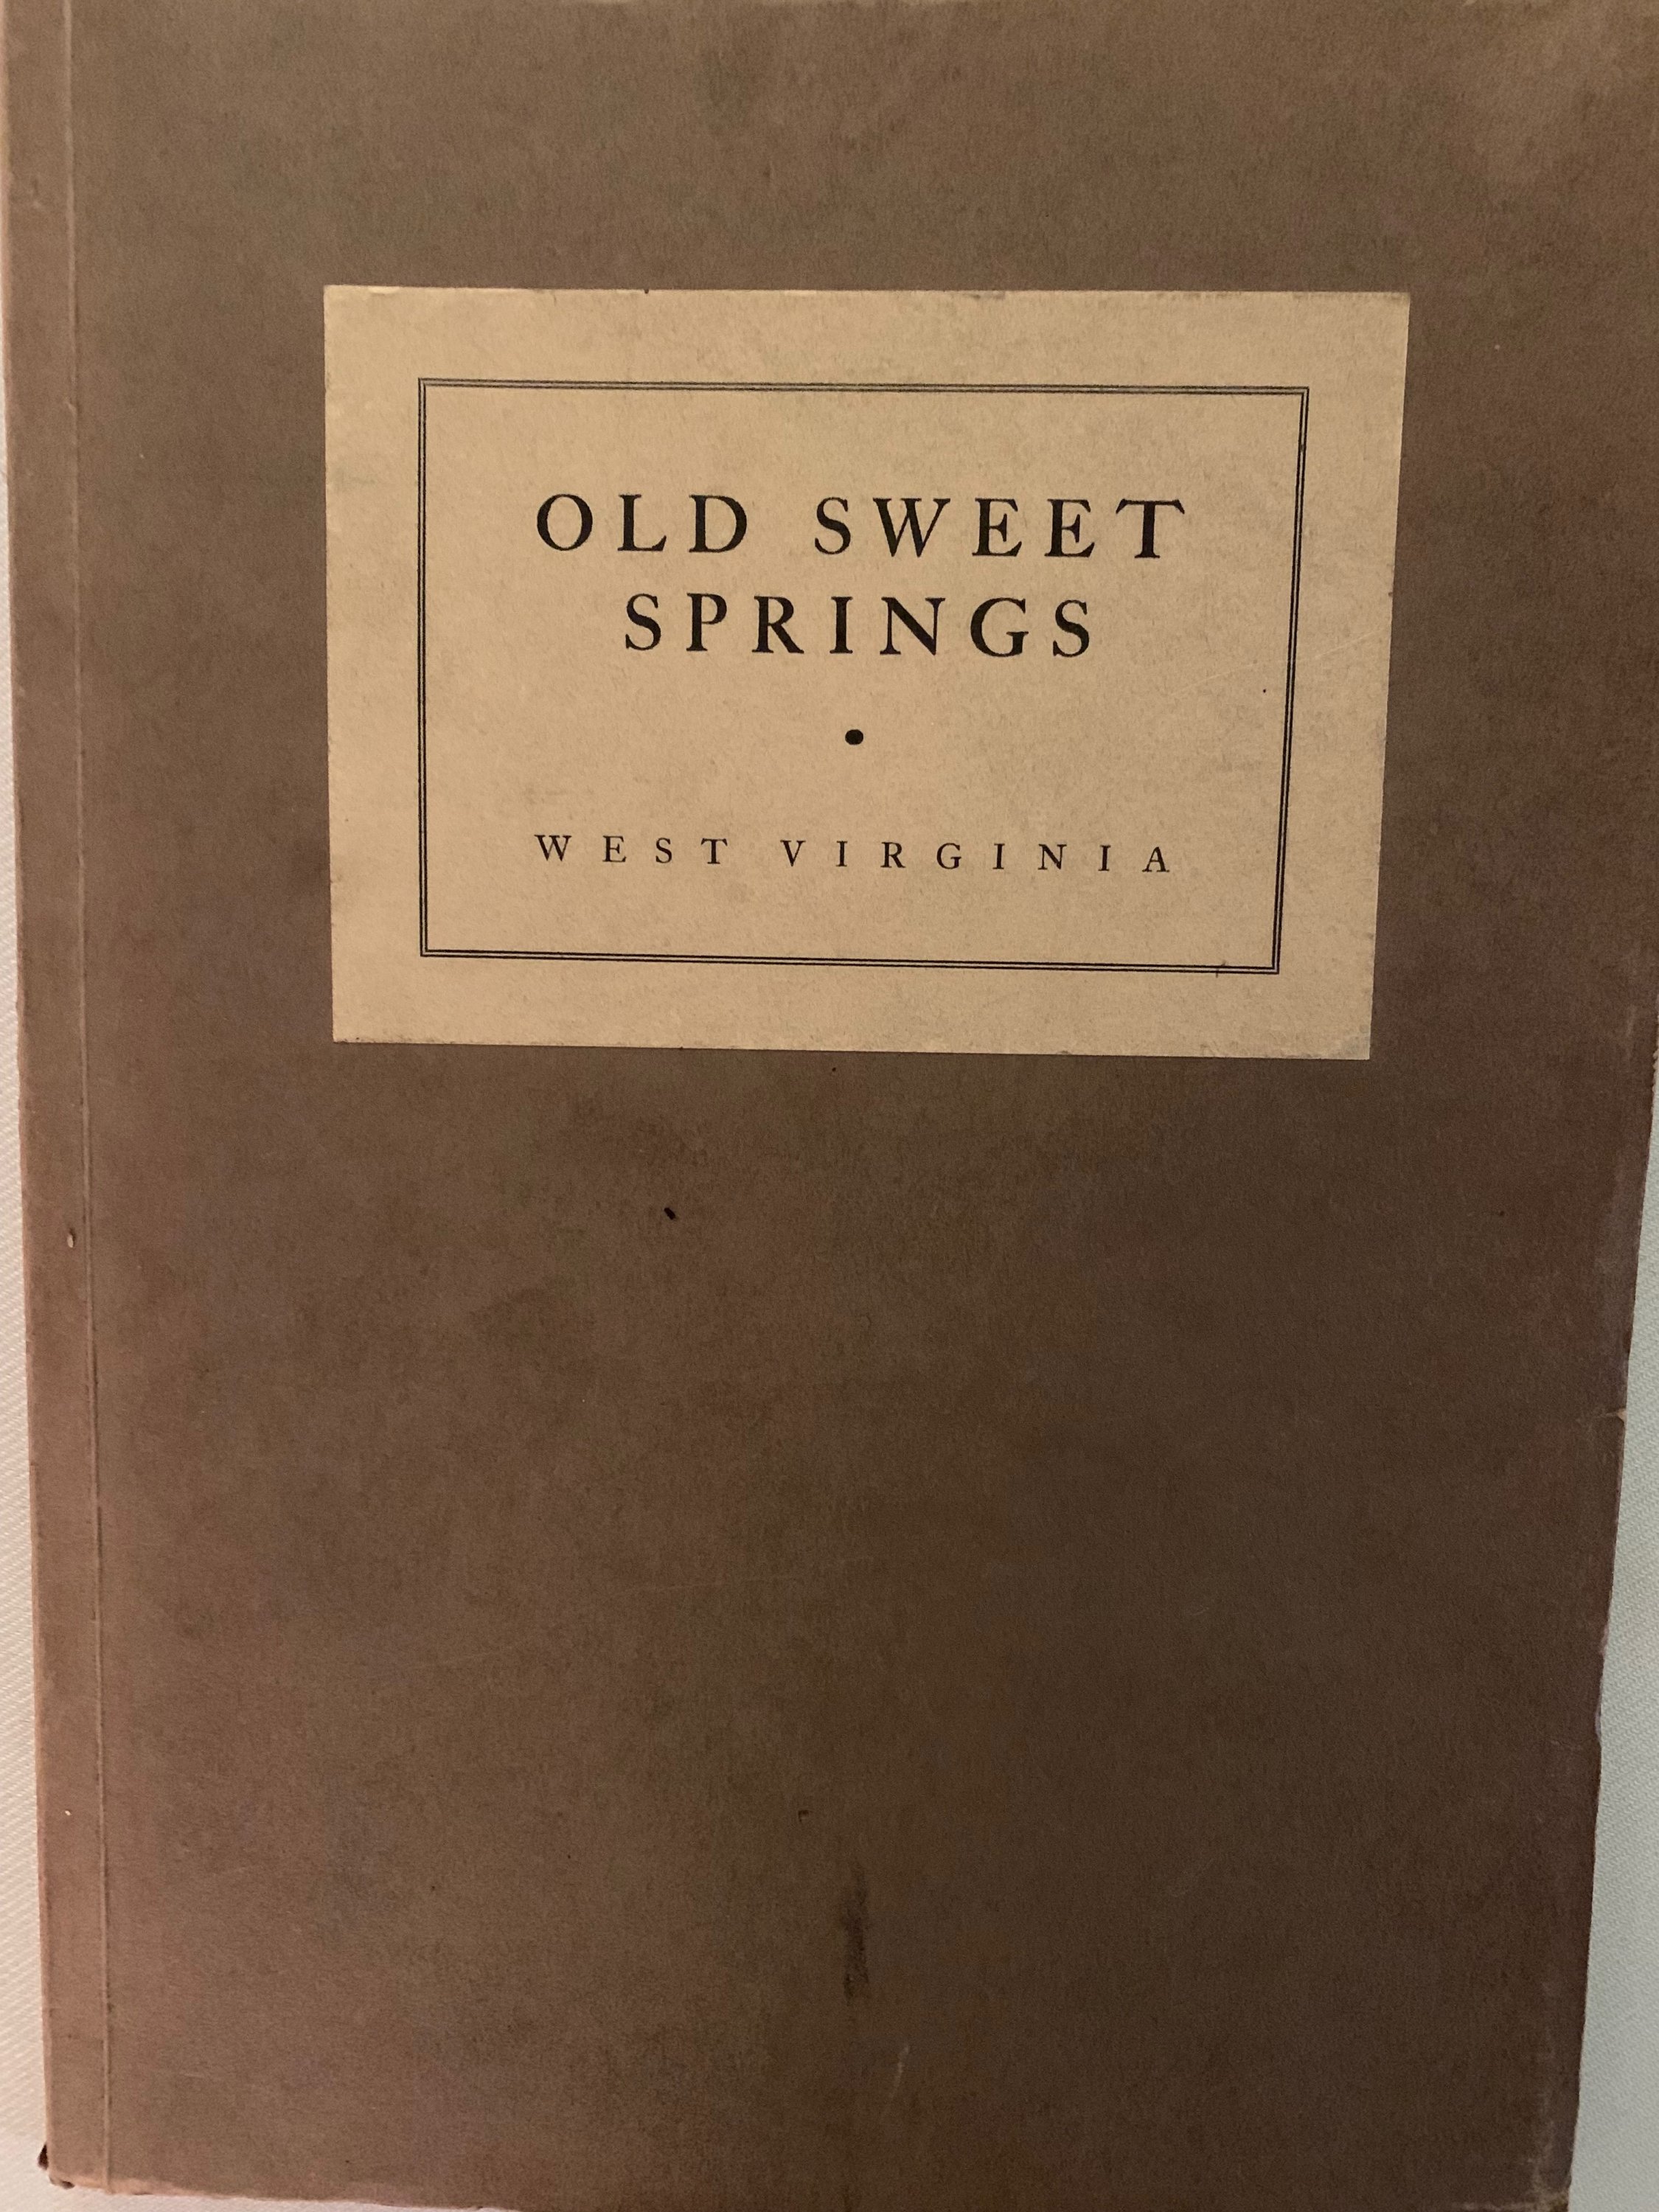 OLD SWEET
SPRINGS
•
WEST VIRGINIA